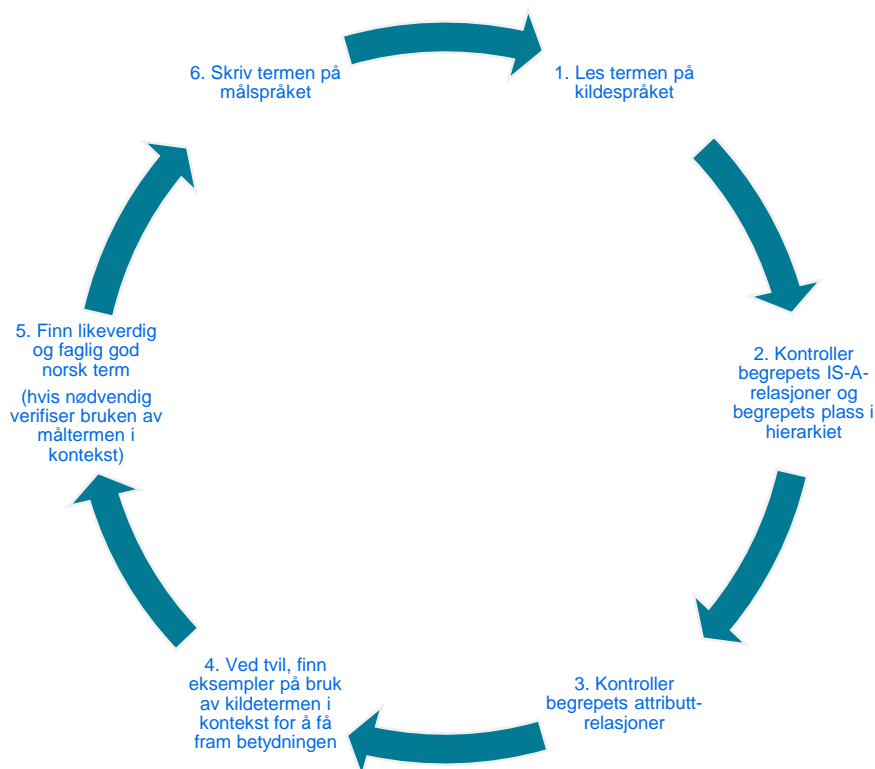 1. Les termen på
kildespråket
2. Kontroller
begrepets IS-A-
relasjoner og
begrepets plass i
hierarkiet
3. Kontroller
begrepets attributt-
relasjoner
4. Ved tvil, finn
eksempler på bruk
av kildetermen i
kontekst for å få
fram betydningen
5. Finn likeverdig
og faglig god
norsk term
(hvis nødvendig
verifiser bruken av
måltermen i
kontekst)
6. Skriv termen på
målspråket